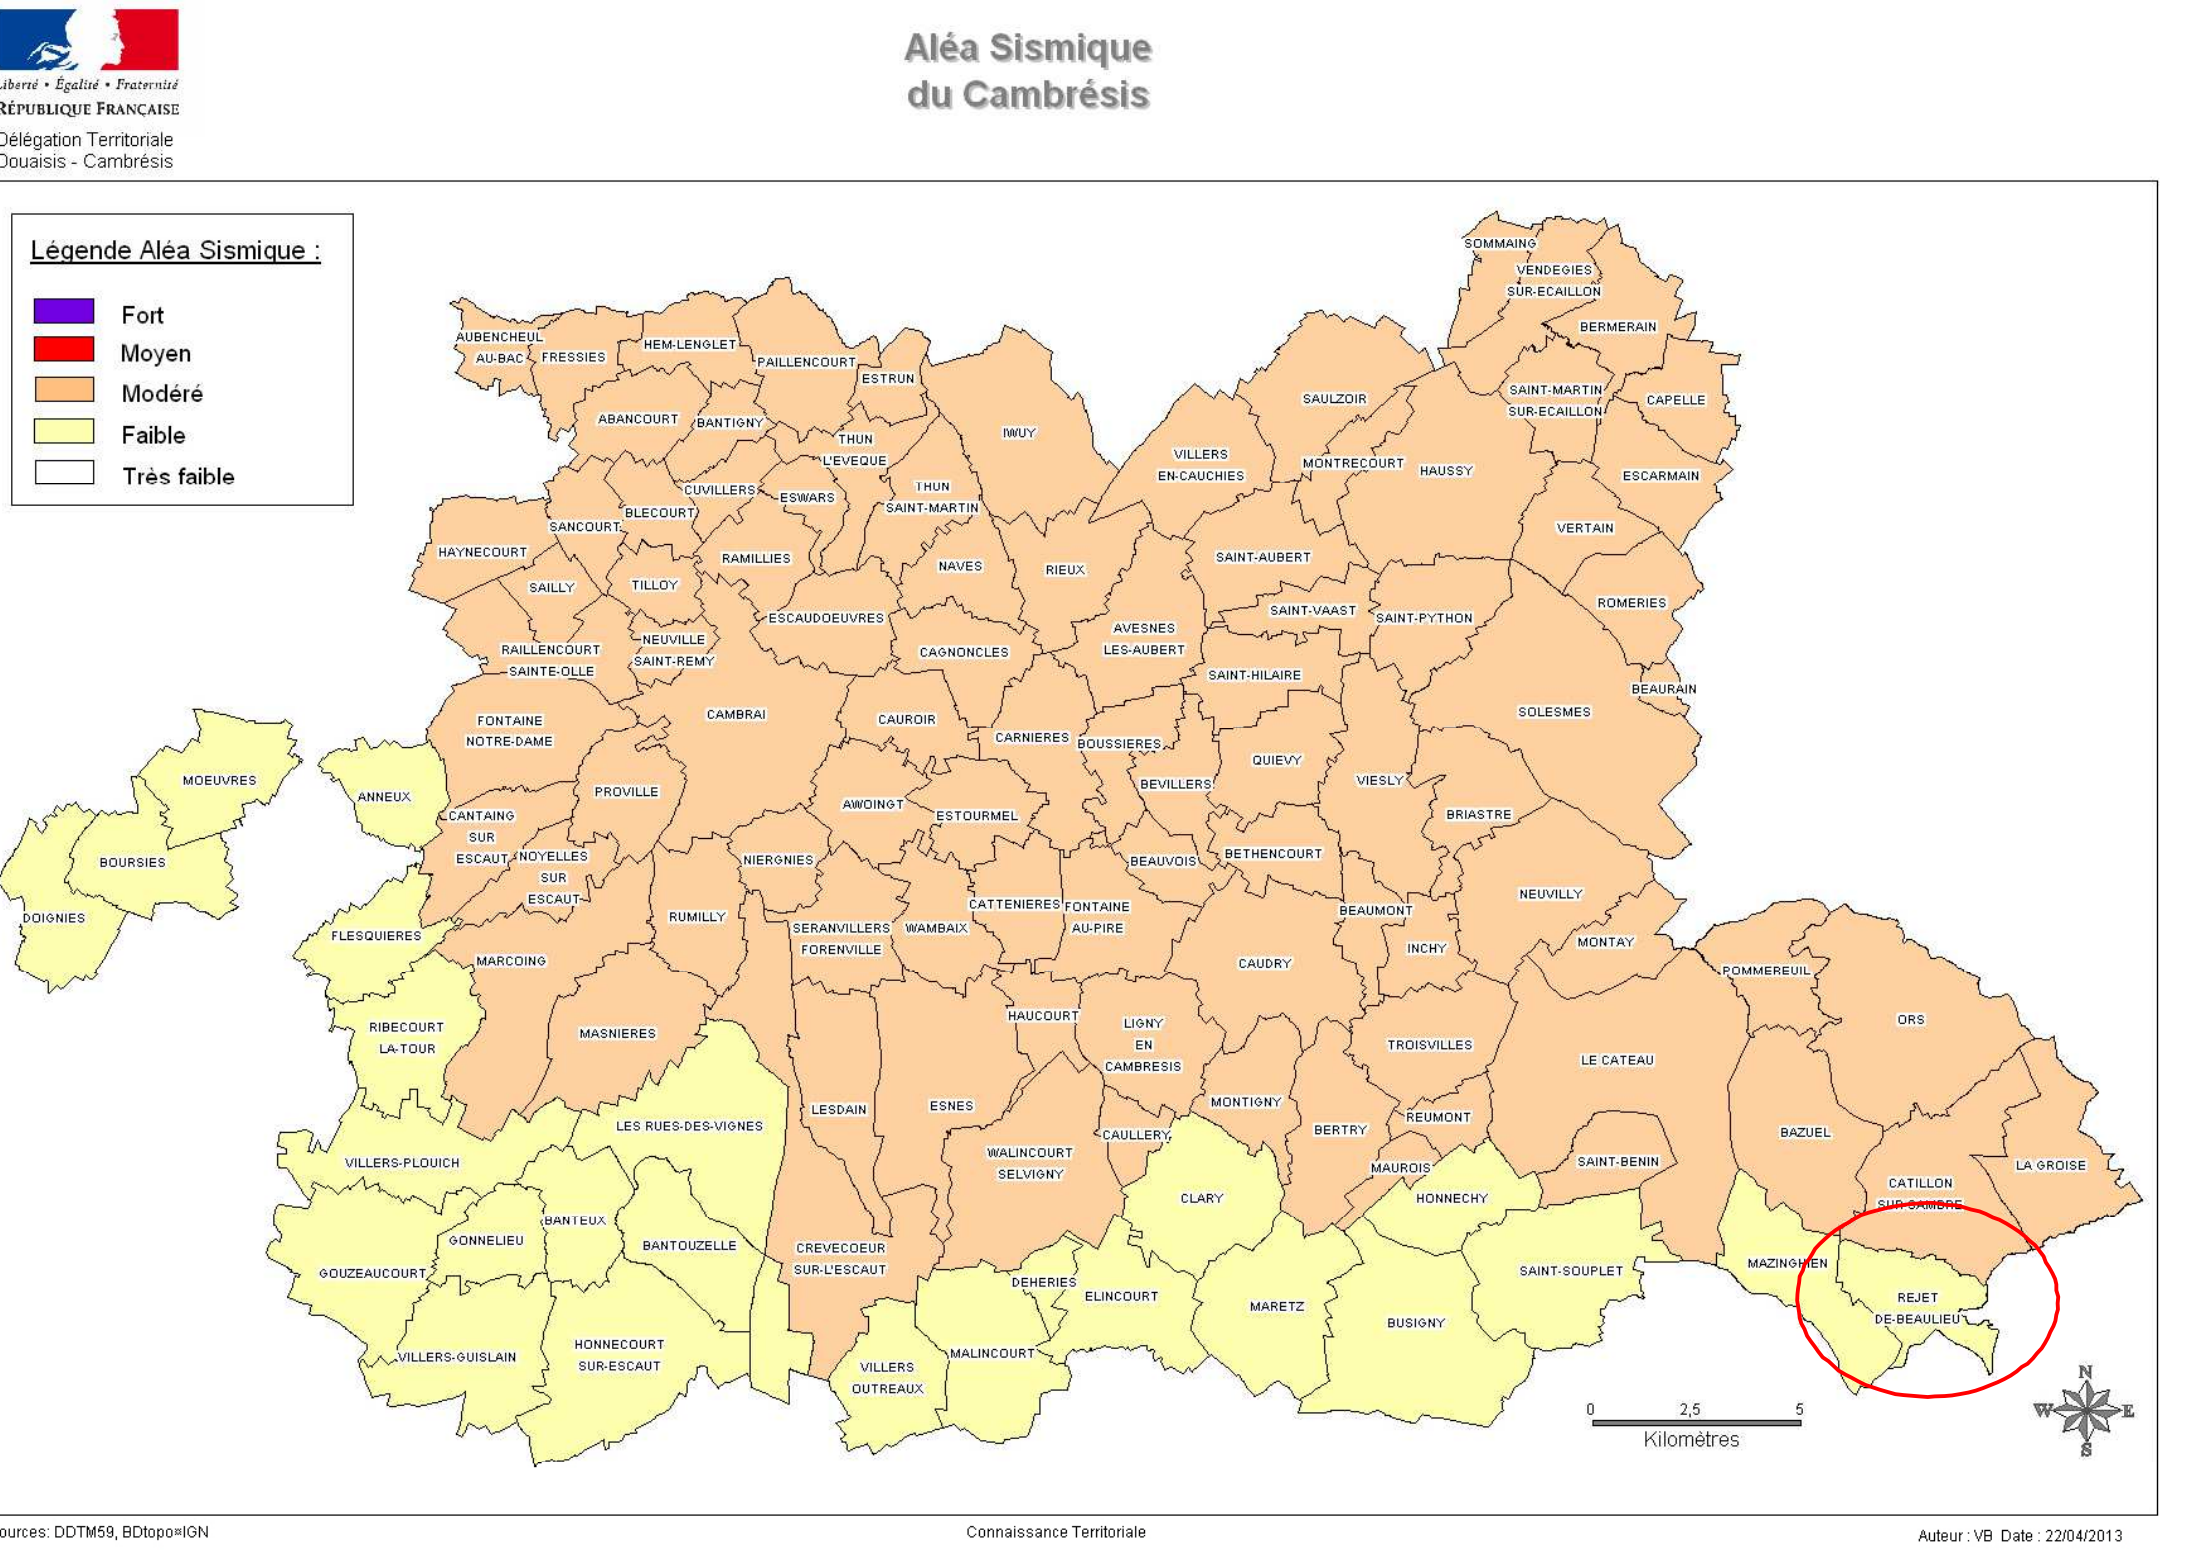 Aléa Sismique
du Cambrésis
Liberté • Égalité • Fraternité
RÉPUBLIQUE FRANÇAISE
Délégation Territoriale
Douaisis - Cambrésis
Légende Aléa Sismique :
Fort
Moyen
Modéré
Faible
Très faible
SOMMAING
VENDEGIES
SUR-ECAILLON
BERMERAIN
AUBENCHEUL
AU-BAC
FRESSIES
HEM-LENGLET
PAILLENCOURT
ESTRUN
SAULZOIR
SAINT-MARTIN
SUR-ECAILLON
CAPELLE
ABANCOURT
BANTIGNY
THUN
L'EVEQUE
IWUY
VILLERS
EN-CAUCHIES
MONTRECOURT
HAUSSY
ESCARMAIN
CUVILLERS
ESWARS
THUN
SAINT-MARTIN
BLECOURT
SANCOURT
VERTAIN
HAYNECOURT
RAMILLIES
NAVES
RIEUX
SAINT-AUBERT
SAILLY
TILLOY
ROMERIES
ESCAUDOEUVRES
SAINT-VAAST
SAINT-PYTHON
NEUVILLE
SAINT-REMY
AVESNES
LES-AUBERT
RAILLENCOURT
SAINTE-OLLE
CAGNONCLES
SAINT-HILAIRE
BEAURAIN
FONTAINE
NOTRE-DAME
CAMBRAI
CAUROIR
SOLESMES
CARNIERES
BOUSSIERES
QUIEVY
MOEUVRES
ANNEUX
PROVILLE
BEVILLERS
VIESLY
AWOINGT
ESTOURMEL
BRIASTRE
CANTAING
SUR
ESCAUT
NOYELLES
SUR
ESCAUT
BOURSIES
NIERGNIES
BEAUVOIS
BETHENCOURT
NEUVILLY
DOIGNIES
FLESQUIERES
RUMILLY
SERANVILLERS
FORENVILLE
WAMBAIX
CATTENIERES
FONTAINE
AU-PIRE
BEAUMONT
INCHY
MONTAY
MARCOING
CAUDRY
POMMEREUIL
RIBECOURT
LA-TOUR
MASNIERES
HAUCOURT
LIGNY
EN
CAMBRESIS
TROISVILLES
LE CATEAU
ORS
LESDAIN
ESNES
MONTIGNY
REUMONT
LES RUES-DES-VIGNES
CAULLERY
BERTRY
BAZUEL
VILLERS-PLOUICH
WALINCOURT
SELVIGNY
MAUROIS
SAINT-BENIN
LA GROISE
CLARY
HONNECHY
CATILLON
SUR-SAMBRE
BANTEUX
GONNELIEU
BANTOUZELLE
CREVECOEUR
SUR-L'ESCAUT
GOUZEAUCOURT
DEHERIES
ELINCOURT
SAINT-SOUPLET
MAZINGHIEN
MARETZ
REJET
DE-BEAULIEU
BUSIGNY
VILLERS-GUISLAIN
HONNECOURT
SUR-ESCAUT
MALINCOURT
VILLERS
OUTREAUX
0 2,5 5
Kilomètres
N
W E
S
ources: DDTM59, BDtopo¤IGN
Connaissance Territoriale
Auteur : VB Date : 22/04/2013